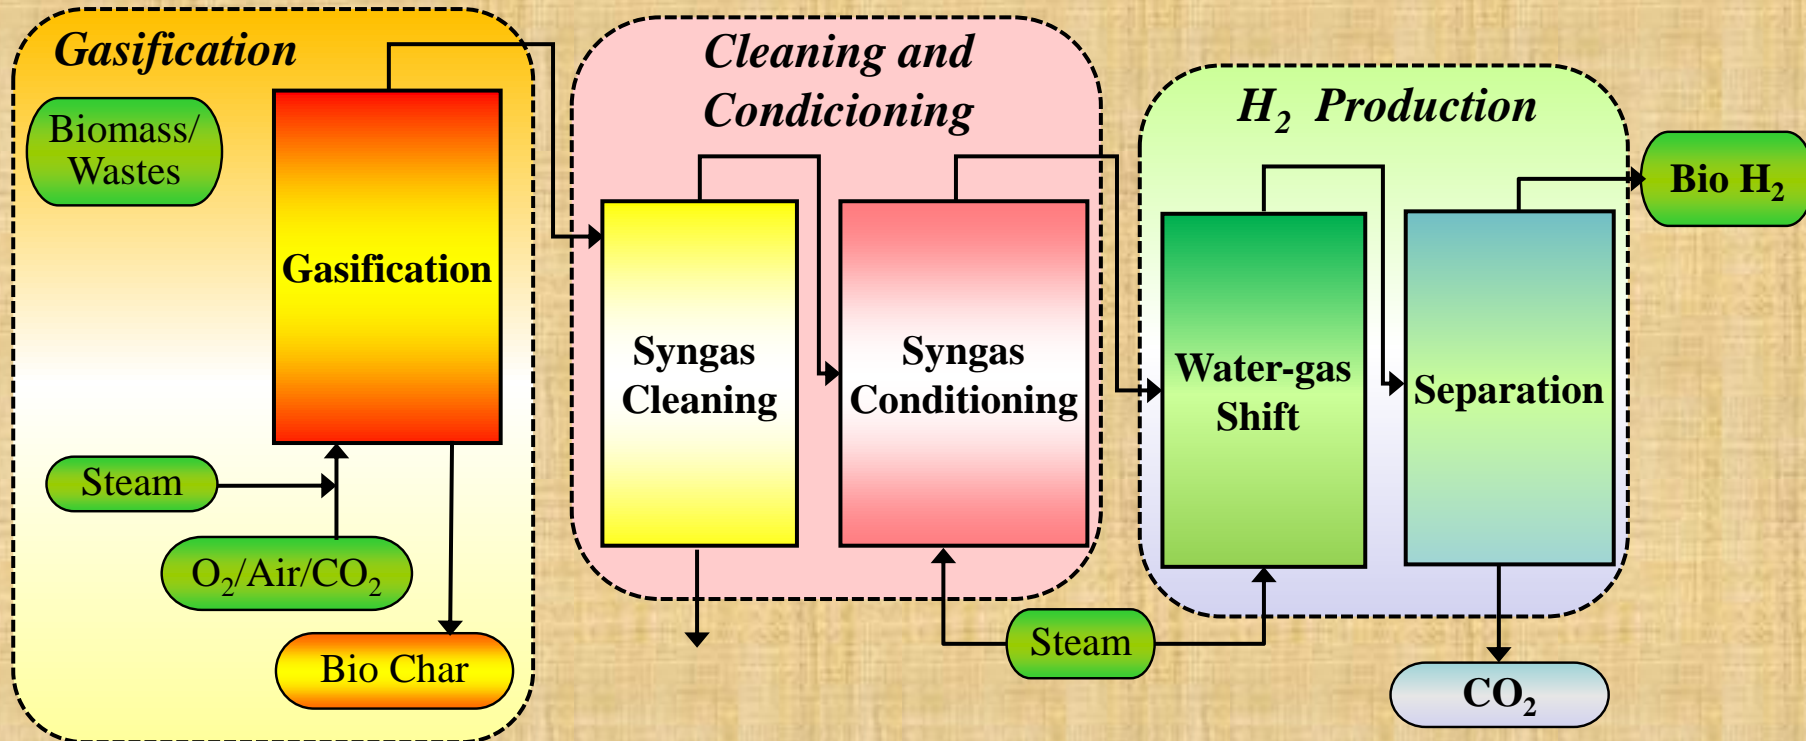 Gasification
Biomass/
Wastes
Gasification
Steam
O₂/Air/CO₂
Bio Char
Cleaning and
Condicioning
Syngas
Cleaning
Syngas
Conditioning
Steam
H₂ Production
Water-gas
Shift
Separation
Bio H₂
CO₂